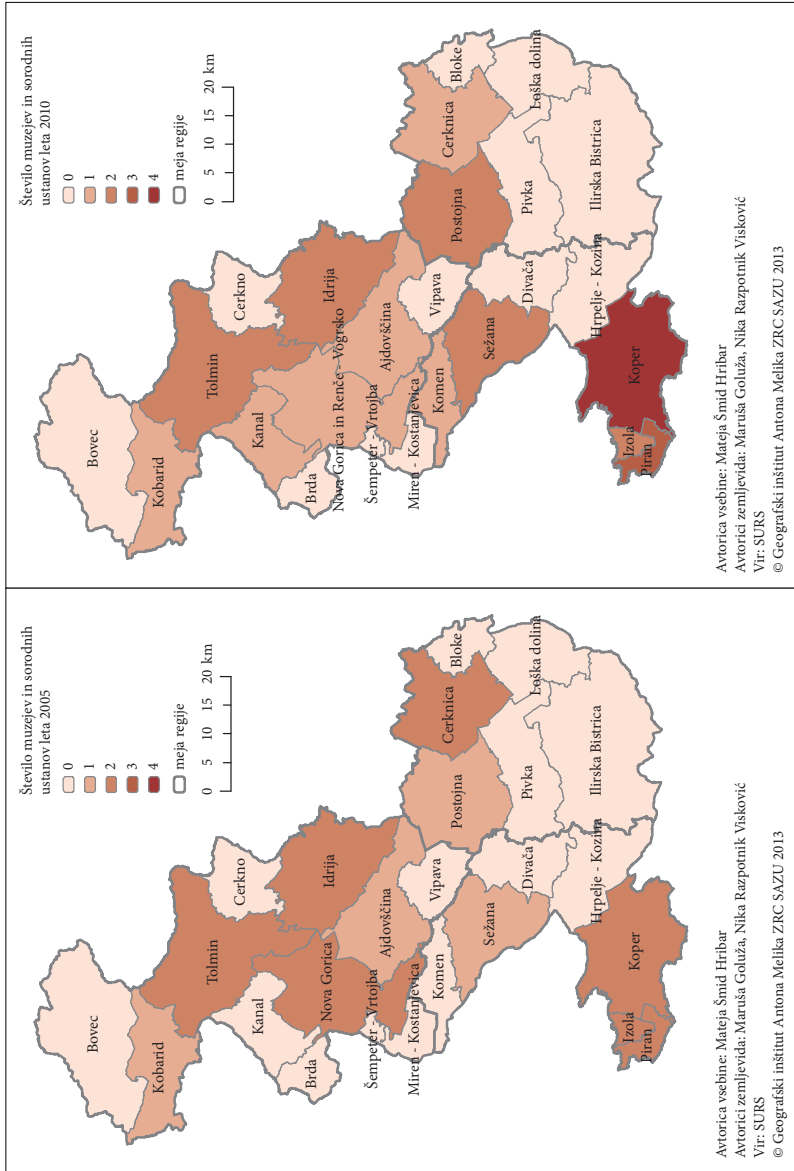 Število muzejev in sorodnih
ustanov leta 2005
0
1
2
3
4
meja regije
0 5 10 15 20 km
Bovec
Kobarid
Tolmin
Cerkno
Kanal
Idrija
Brda
Nova Gorica
Šempeter - Vrtojba
Ajdovščina
Miren - Kostanjevica
Vipava
Komen
Postojna
Cerknica
Bloke
Sežana
Divača
Pivka
Loška dolina
Hrpelje - Kozina
Ilirska Bistrica
Izola
Koper
Piran
Avtorica vsebine: Mateja Šmid Hribar
Avtorici zemljevida: Maruša Goluža, Nika Razpotnik Visković
Vir: SURS
© Geografski inštitut Antona Melika ZRC SAZU 2013
Število muzejev in sorodnih
ustanov leta 2010
0
1
2
3
4
meja regije
0 5 10 15 20 km
Bovec
Kobarid
Tolmin
Cerkno
Kanal
Idrija
Brda
Nova Gorica in Renče - Vogrsko
Šempeter - Vrtojba
Ajdovščina
Miren - Kostanjevica
Vipava
Komen
Postojna
Cerknica
Bloke
Sežana
Divača
Pivka
Loška dolina
Hrpelje - Kozina
Ilirska Bistrica
Izola
Koper
Piran
Avtorica vsebine: Mateja Šmid Hribar
Avtorici zemljevida: Maruša Goluža, Nika Razpotnik Visković
Vir: SURS
© Geografski inštitut Antona Melika ZRC SAZU 2013